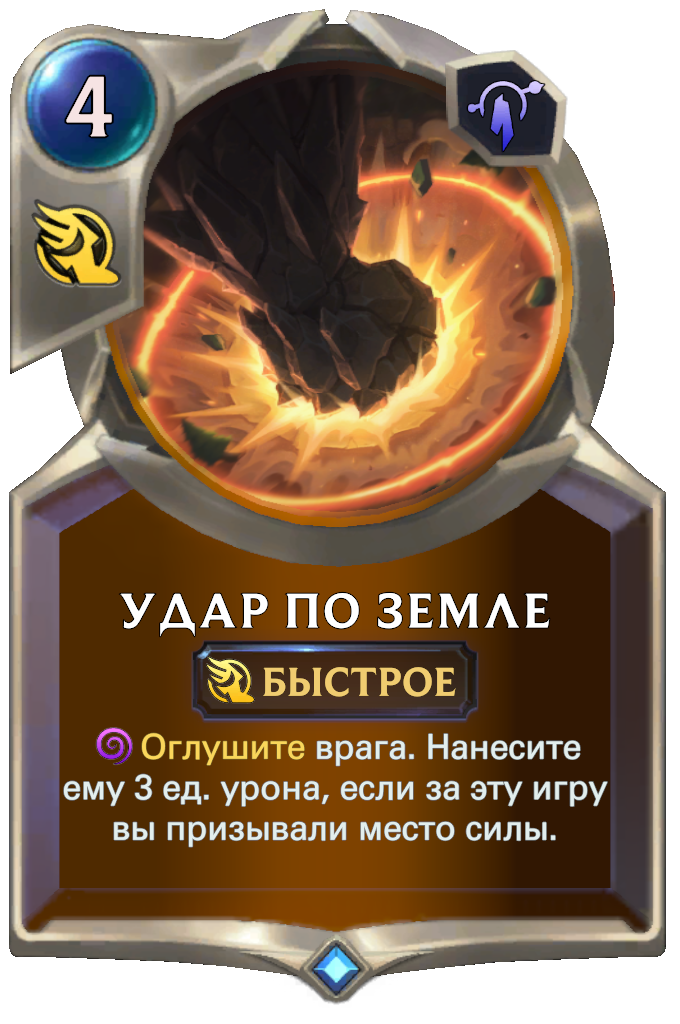 4
УДАР ПО ЗЕМЛЕ
БЫСТРОЕ
Оглушите врага. Нанесите
ему 3 ед. урона, если за эту игру
вы призывали место силы.